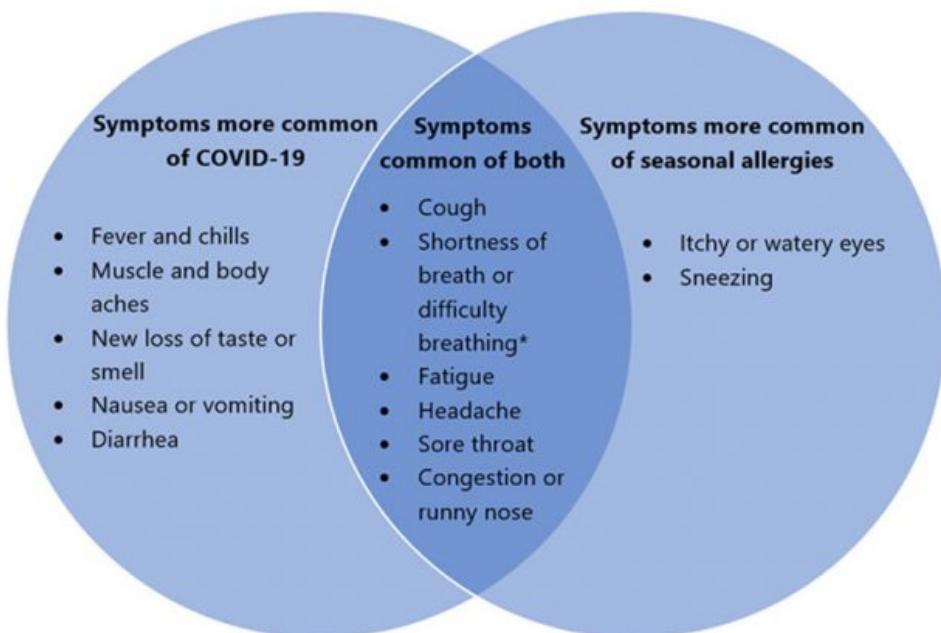 Symptoms more common
of COVID-19
• Fever and chills
• Muscle and body
aches
• New loss of taste or
smell
• Nausea or vomiting
• Diarrhea
Symptoms
common of both
• Cough
• Shortness of
breath or
difficulty
breathing*
• Fatigue
• Headache
• Sore throat
• Congestion or
runny nose
Symptoms more common
of seasonal allergies
• Itchy or watery eyes
• Sneezing